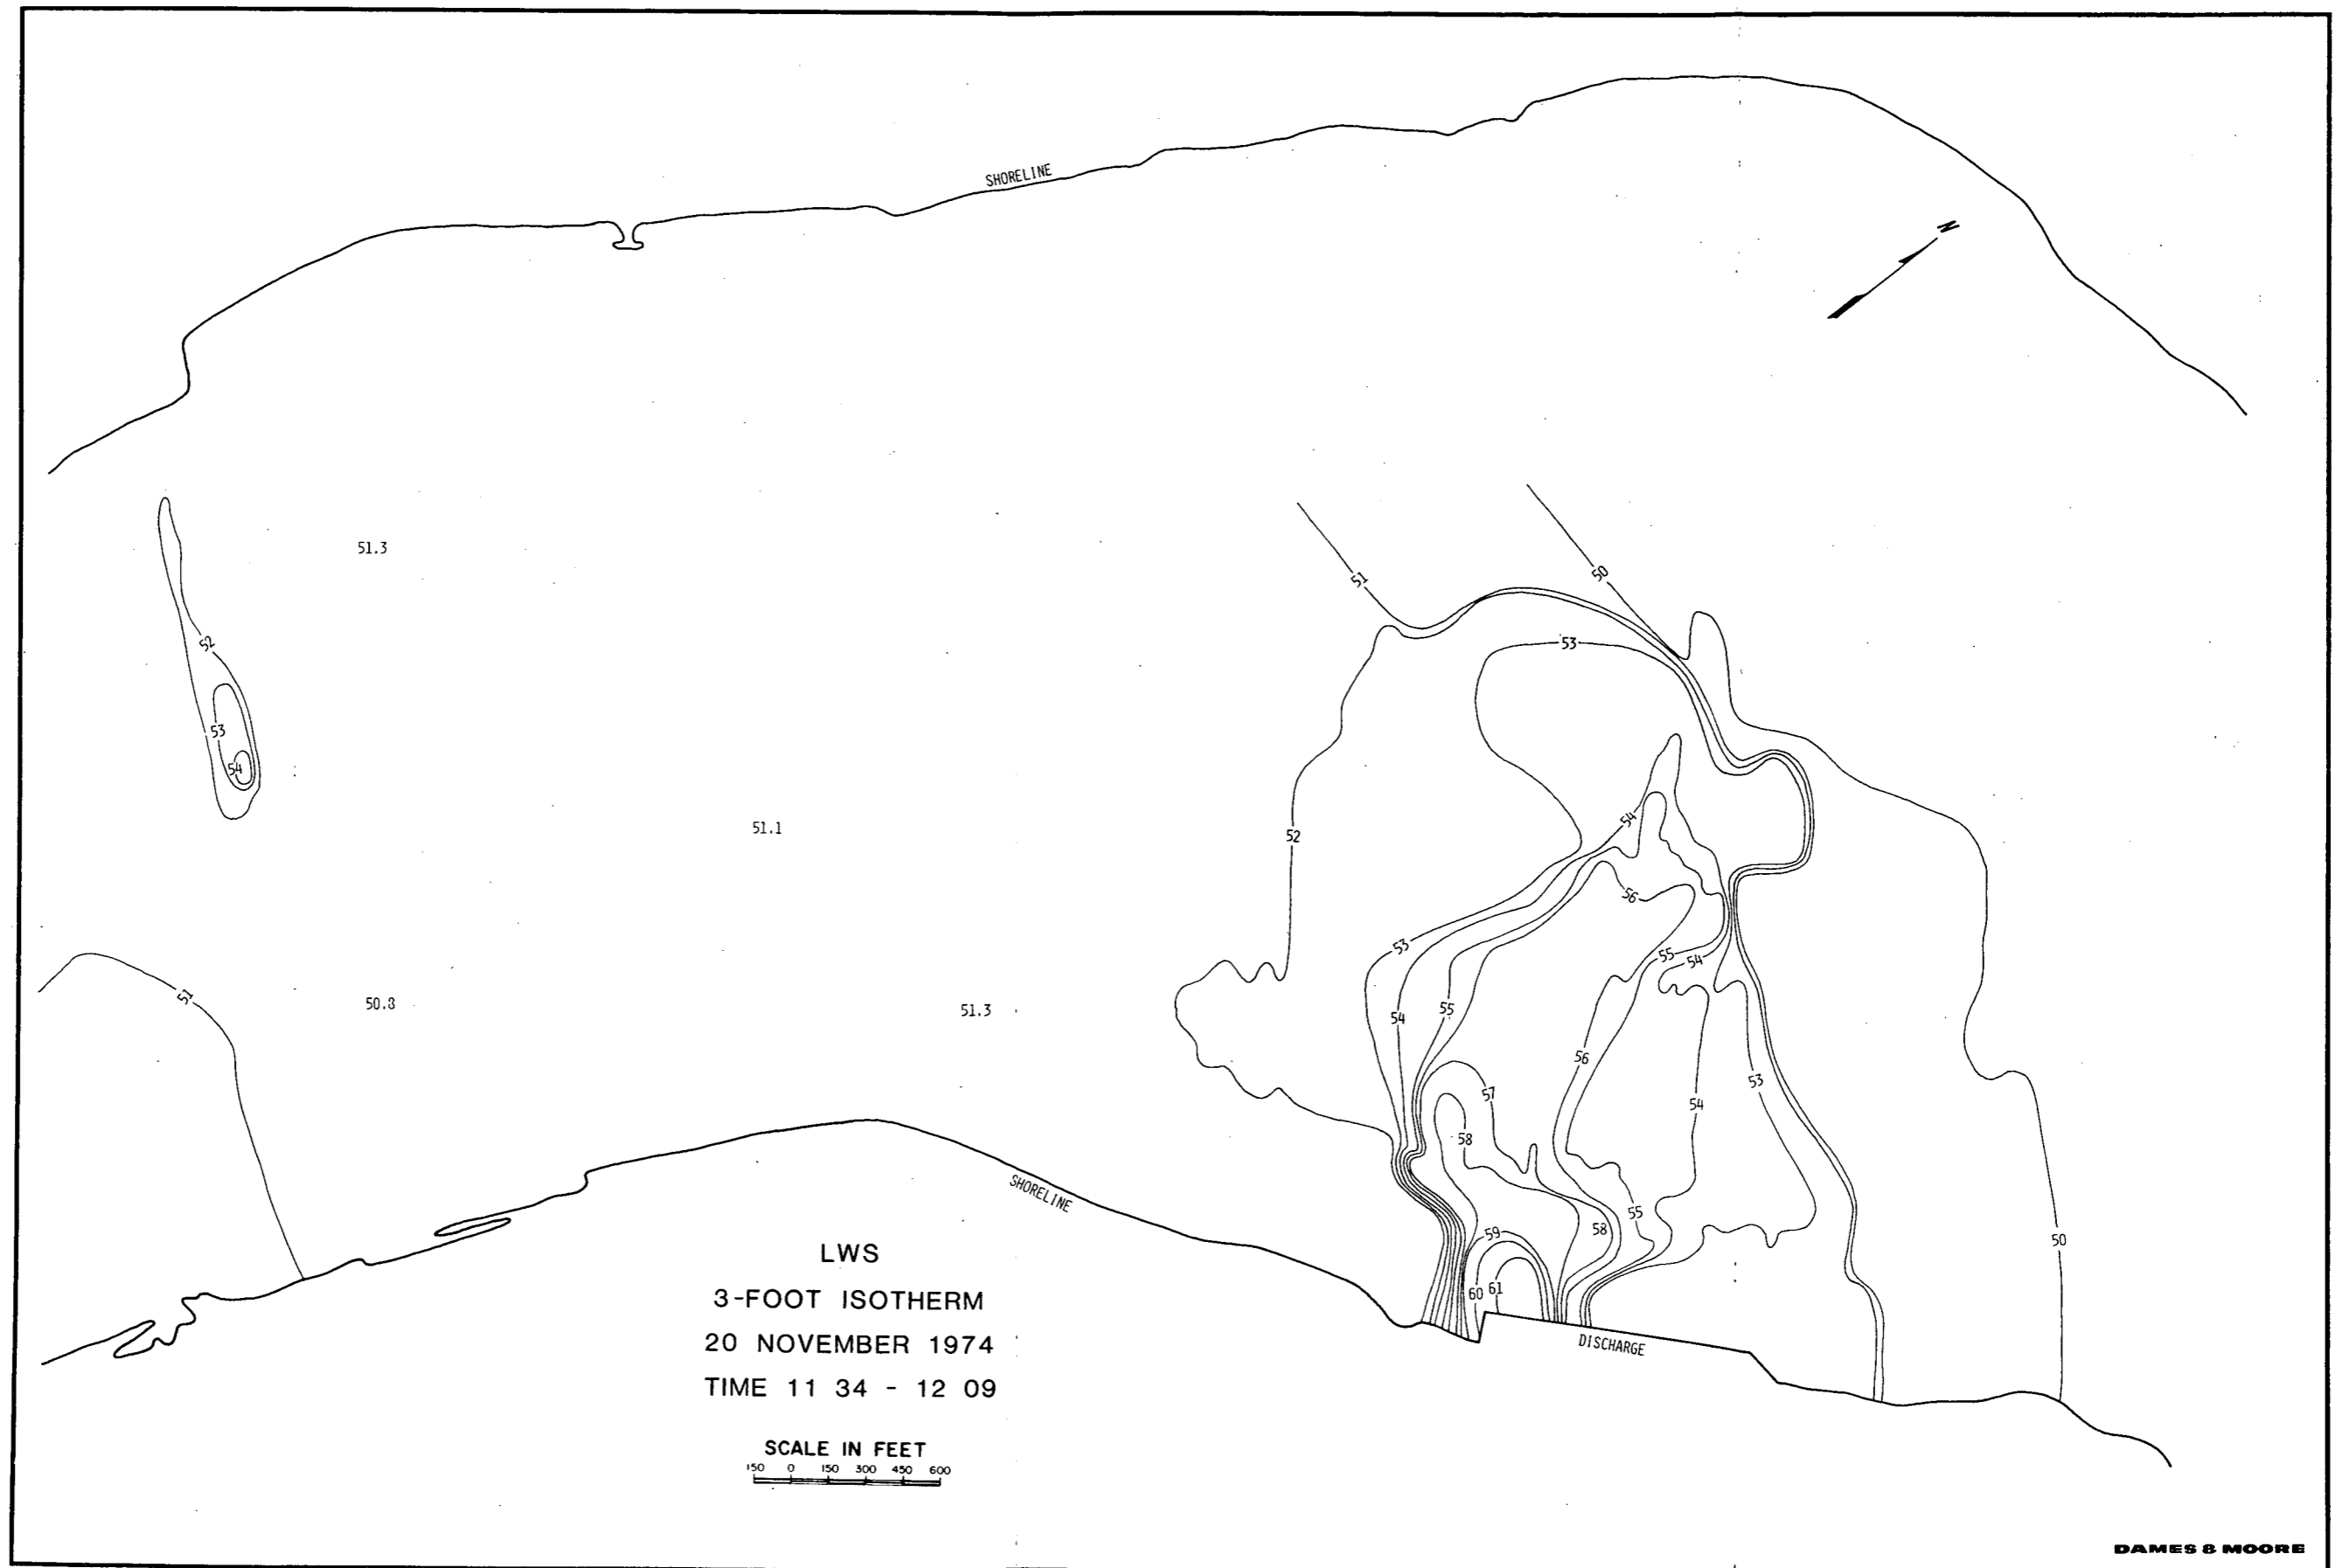 SHORELINE
N
51.3
51
50
52
53
53
54
54
51.1
52
54
56
53
55
54
51
50.8
51.3
54
55
56
53
57
54
58
55
58
59
50
60
61
SHORELINE
DISCHARGE
LWS
3-FOOT ISOTHERM
20 NOVEMBER 1974
TIME 11 34 - 12 09
SCALE IN FEET
150 0 150 300 450 600
DAMES & MOORE